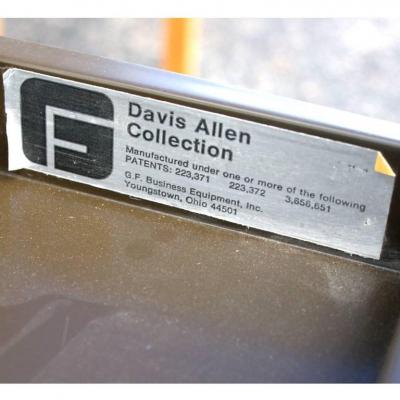 GF
Davis Allen
Collection
Manufactured under one or more of the following
PATENTS: 223,371 223,372 3,856,651
G.F. Business Equipment, Inc.
Youngstown, Ohio 44501